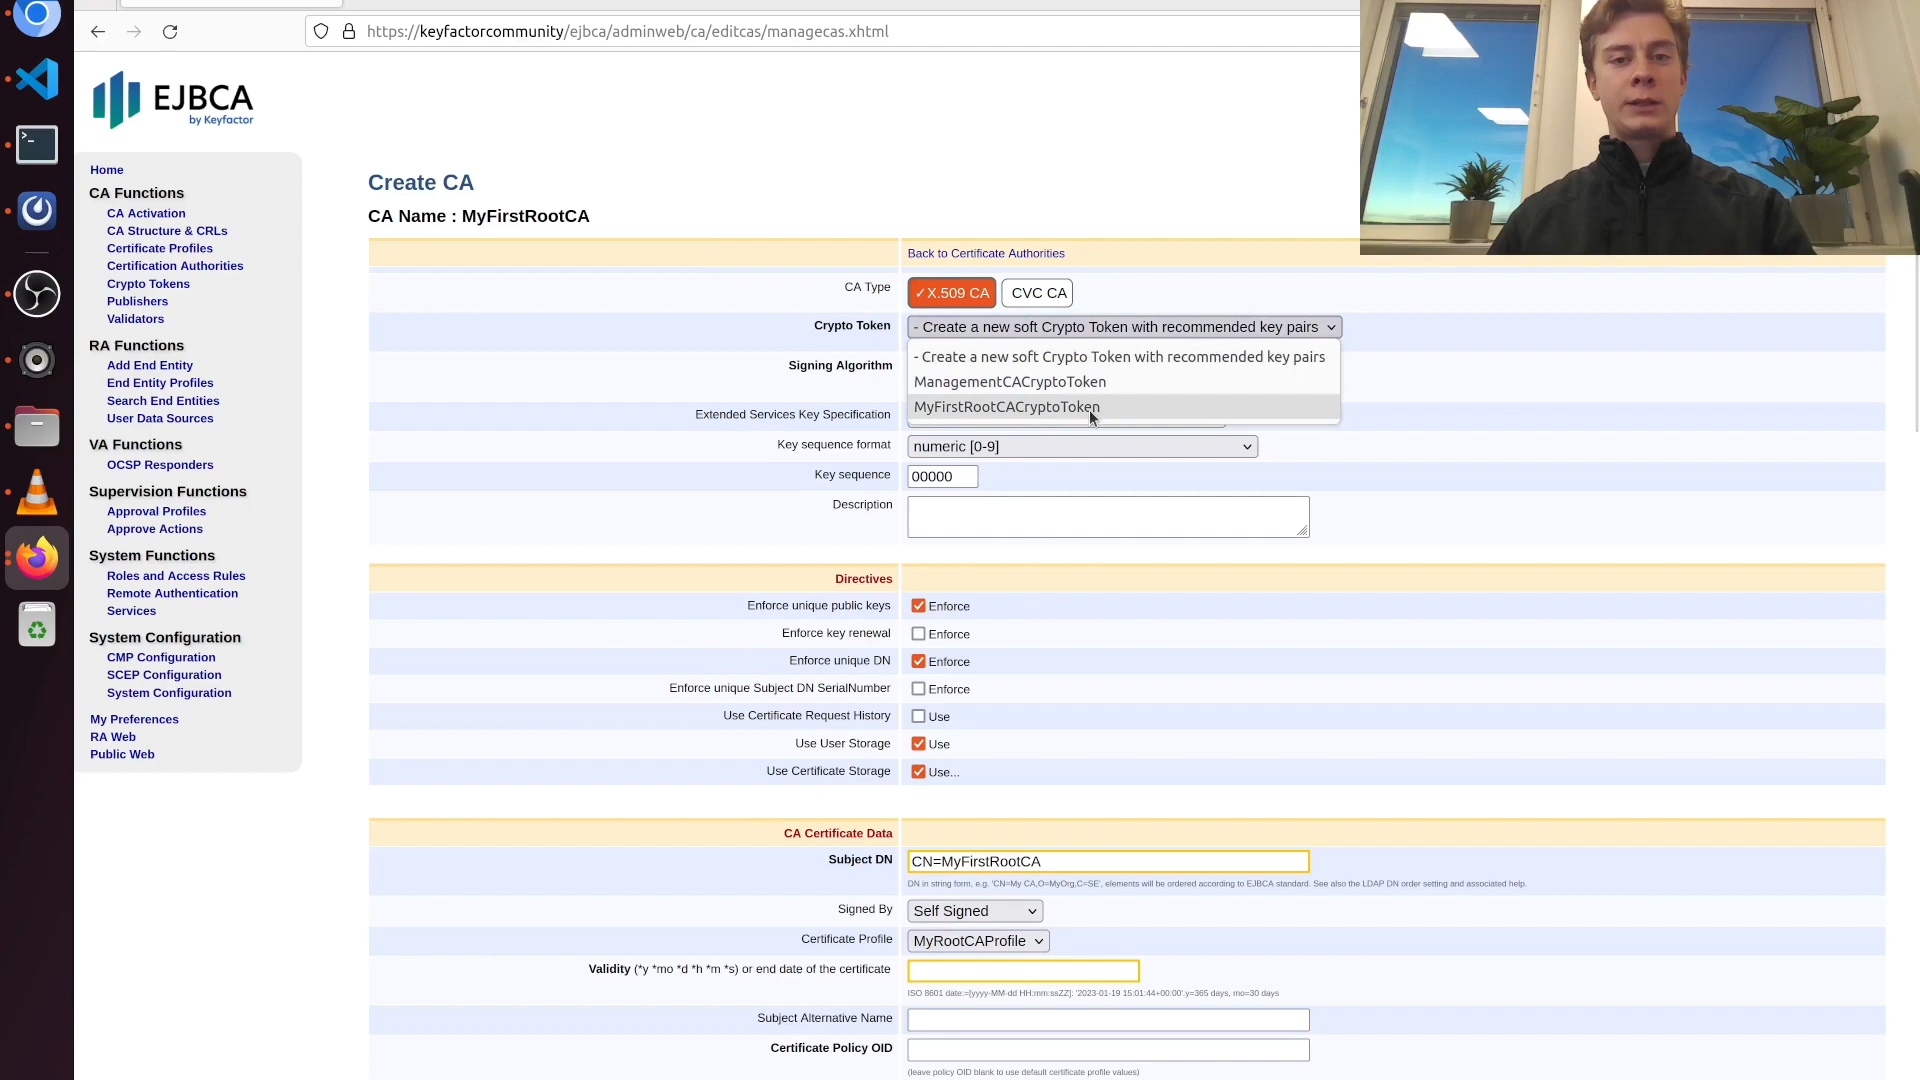 https://keyfactorcommunity/ejbca/adminweb/ca/editcas/managecas.xhtml
EJBCA
by Keyfactor
Home
CA Functions
CA Activation
CA Structure & CRLs
Certificate Profiles
Certification Authorities
Crypto Tokens
Publishers
Validators
RA Functions
Add End Entity
End Entity Profiles
Search End Entities
User Data Sources
VA Functions
OCSP Responders
Supervision Functions
Approval Profiles
Approve Actions
System Functions
Roles and Access Rules
Remote Authentication
Services
System Configuration
CMP Configuration
SCEP Configuration
System Configuration
My Preferences
RA Web
Public Web
Create CA
CA Name : MyFirstRootCA
Back to Certificate Authorities
CA Type ✓X.509 CA CVC CA
Crypto Token - Create a new soft Crypto Token with recommended key pairs
- Create a new soft Crypto Token with recommended key pairs
Signing Algorithm ManagementCACryptoToken
MyFirstRootCACryptoToken
Extended Services Key Specification
Key sequence format numeric [0-9]
Key sequence 00000
Description
Directives
Enforce unique public keys Enforce
Enforce key renewal Enforce
Enforce unique DN Enforce
Enforce unique Subject DN SerialNumber Enforce
Use Certificate Request History Use
Use User Storage Use
Use Certificate Storage Use...
CA Certificate Data
Subject DN CN=MyFirstRootCA
DN in string form, e.g. 'CN=My CA,O=MyOrg,C=SE', elements will be ordered according to EJBCA standard. See also the LDAP DN order setting and associated help.
Signed By Self Signed
Certificate Profile MyRootCAProfile
Validity (*y *mo *d *h *m *s) or end date of the certificate
ISO 8601 date:=[yyyy-MM-dd HH:mm:ssZZ]: '2023-01-19 15:01:44+00:00'.y=365 days, mo=30 days
Subject Alternative Name
Certificate Policy OID
(leave policy OID blank to use default certificate profile values)